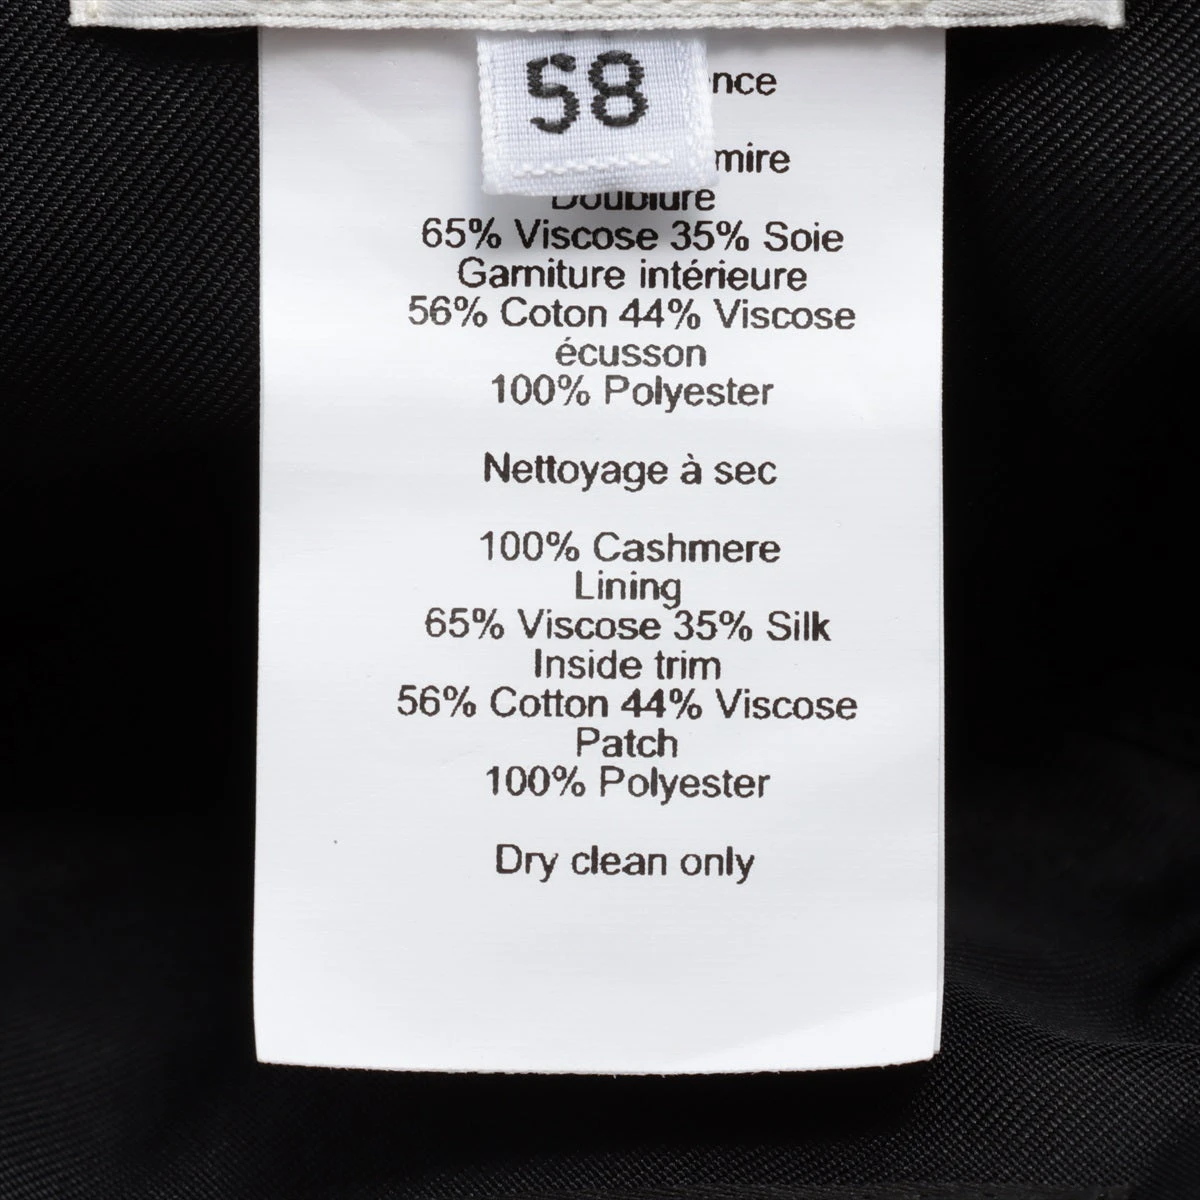 58
Doublure
65% Viscose 35% Soie
Garniture intérieure
56% Coton 44% Viscose
écusson
100% Polyester
Nettoyage à sec
100% Cashmere
Lining
65% Viscose 35% Silk
Inside trim
56% Cotton 44% Viscose
Patch
100% Polyester
Dry clean only